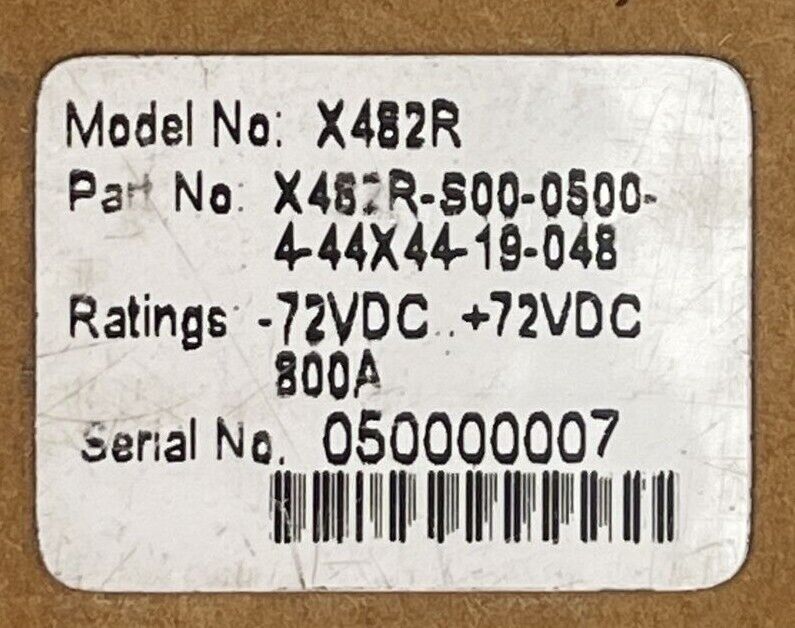 Model No: X482R
Part No: X482R-S00-0500-
4-44X44-19-048
Ratings: -72VDC..+72VDC
800A
Serial No. 050000007